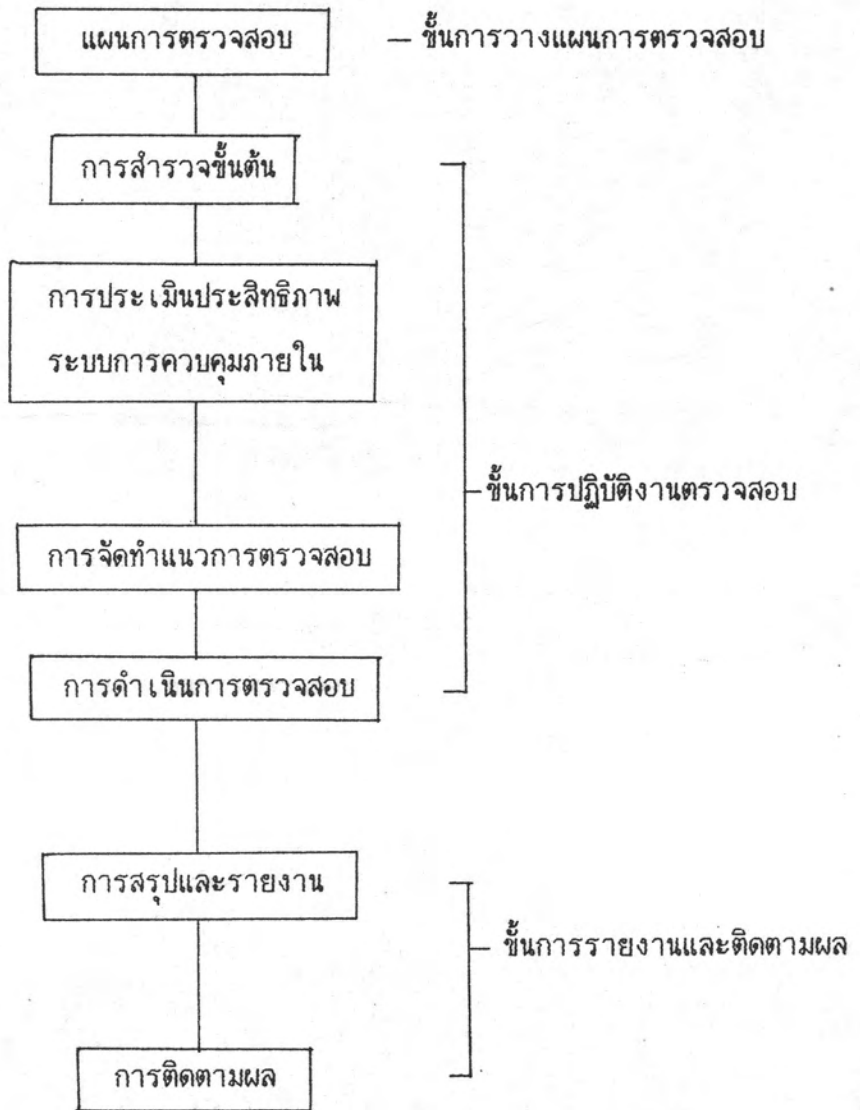 แผนการตรวจสอบ — ขั้นการวางแผนการตรวจสอบ
การสำรวจขั้นต้น
การประเมินประสิทธิภาพ
ระบบการควบคุมภายใน
ขั้นการปฏิบัติงานตรวจสอบ
การจัดทำแนวการตรวจสอบ
การดำเนินการตรวจสอบ
การสรุปและรายงาน
ขั้นการรายงานและติดตามผล
การติดตามผล